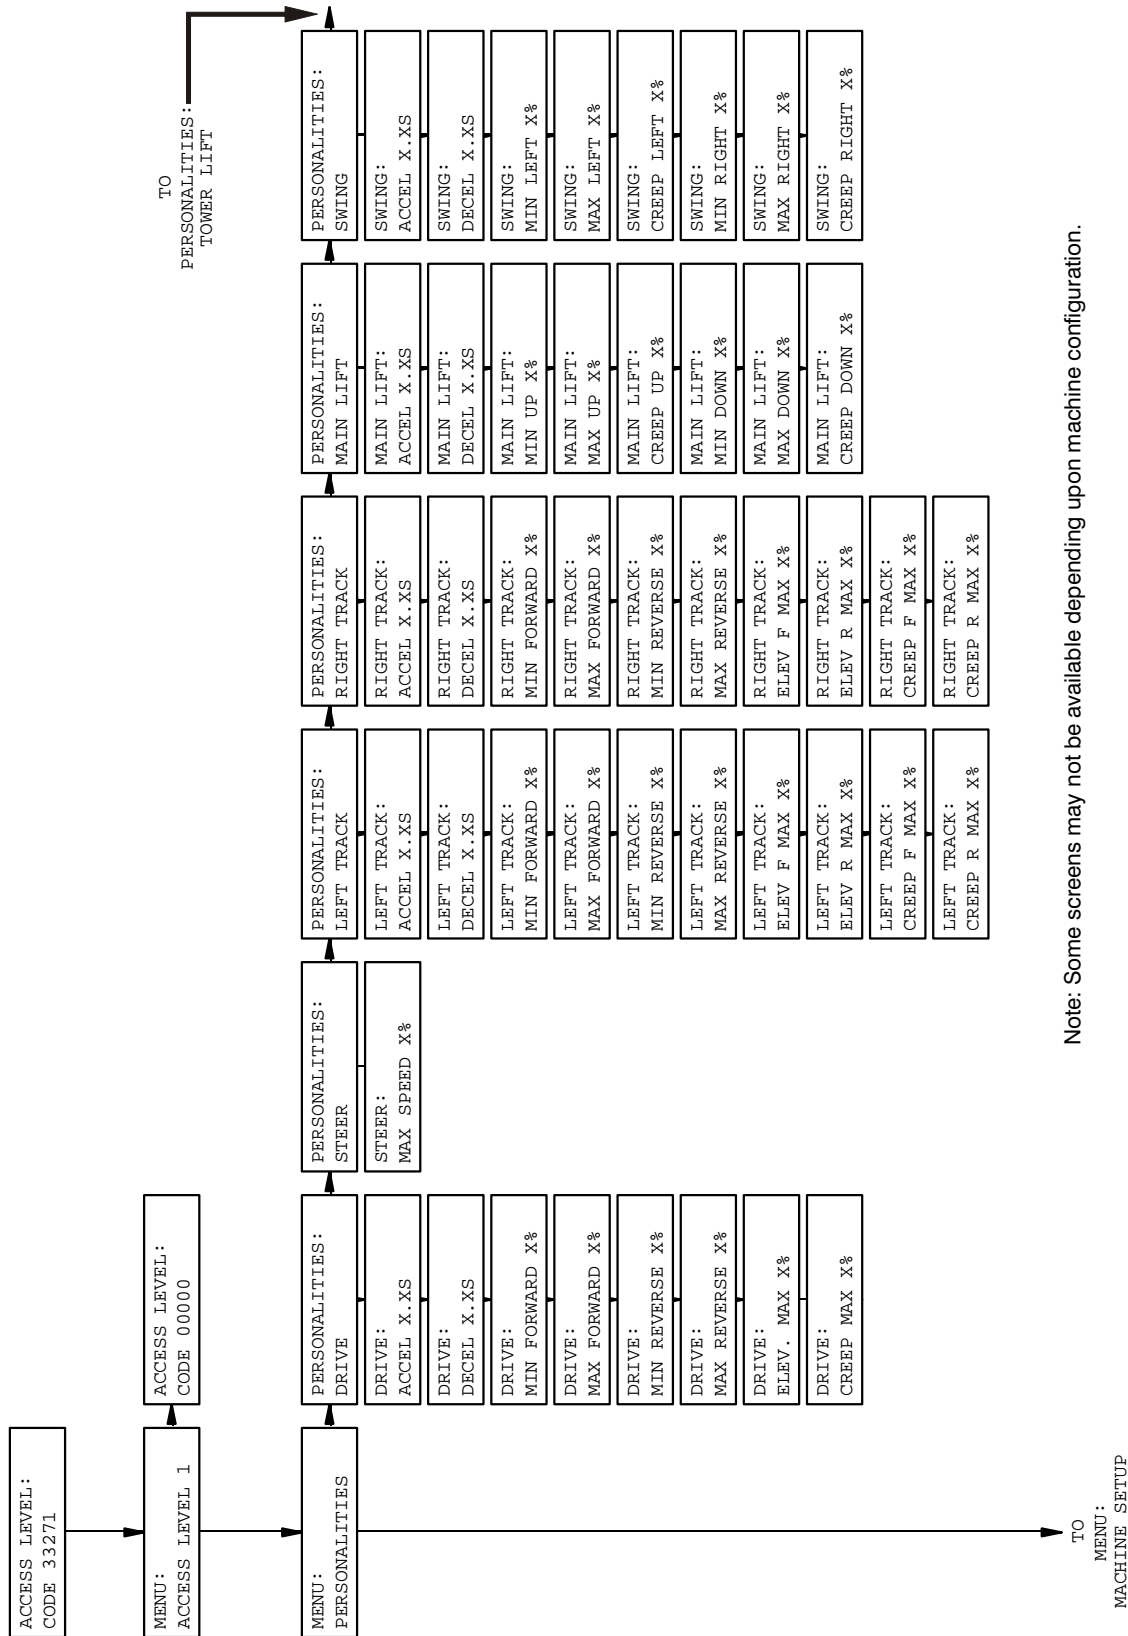 ACCESS LEVEL:
CODE 33271
MENU:
ACCESS LEVEL 1
ACCESS LEVEL:
CODE 00000
MENU:
PERSONALITIES
TO
MENU:
MACHINE SETUP
PERSONALITIES:
DRIVE
DRIVE:
ACCEL X.XS
DRIVE:
DECEL X.XS
DRIVE:
MIN FORWARD X%
DRIVE:
MAX FORWARD X%
DRIVE:
MIN REVERSE X%
DRIVE:
MAX REVERSE X%
DRIVE:
ELEV. MAX X%
DRIVE:
CREEP MAX X%
PERSONALITIES:
STEER
STEER:
MAX SPEED X%
PERSONALITIES:
LEFT TRACK
LEFT TRACK:
ACCEL X.XS
LEFT TRACK:
DECEL X.XS
LEFT TRACK:
MIN FORWARD X%
LEFT TRACK:
MAX FORWARD X%
LEFT TRACK:
MIN REVERSE X%
LEFT TRACK:
MAX REVERSE X%
LEFT TRACK:
ELEV F MAX X%
LEFT TRACK:
ELEV R MAX X%
LEFT TRACK:
CREEP F MAX X%
LEFT TRACK:
CREEP R MAX X%
PERSONALITIES:
RIGHT TRACK
RIGHT TRACK:
ACCEL X.XS
RIGHT TRACK:
DECEL X.XS
RIGHT TRACK:
MIN FORWARD X%
RIGHT TRACK:
MAX FORWARD X%
RIGHT TRACK:
MIN REVERSE X%
RIGHT TRACK:
MAX REVERSE X%
RIGHT TRACK:
ELEV F MAX X%
RIGHT TRACK:
ELEV R MAX X%
RIGHT TRACK:
CREEP F MAX X%
RIGHT TRACK:
CREEP R MAX X%
PERSONALITIES:
MAIN LIFT
MAIN LIFT:
ACCEL X.XS
MAIN LIFT:
DECEL X.XS
MAIN LIFT:
MIN UP X%
MAIN LIFT:
MAX UP X%
MAIN LIFT:
CREEP UP X%
MAIN LIFT:
MIN DOWN X%
MAIN LIFT:
MAX DOWN X%
MAIN LIFT:
CREEP DOWN X%
PERSONALITIES:
SWING
SWING:
ACCEL X.XS
SWING:
DECEL X.XS
SWING:
MIN LEFT X%
SWING:
MAX LEFT X%
SWING:
CREEP LEFT X%
SWING:
MIN RIGHT X%
SWING:
MAX RIGHT X%
SWING:
CREEP RIGHT X%
TO
PERSONALITIES:
TOWER LIFT
Note: Some screens may not be available depending upon machine configuration.